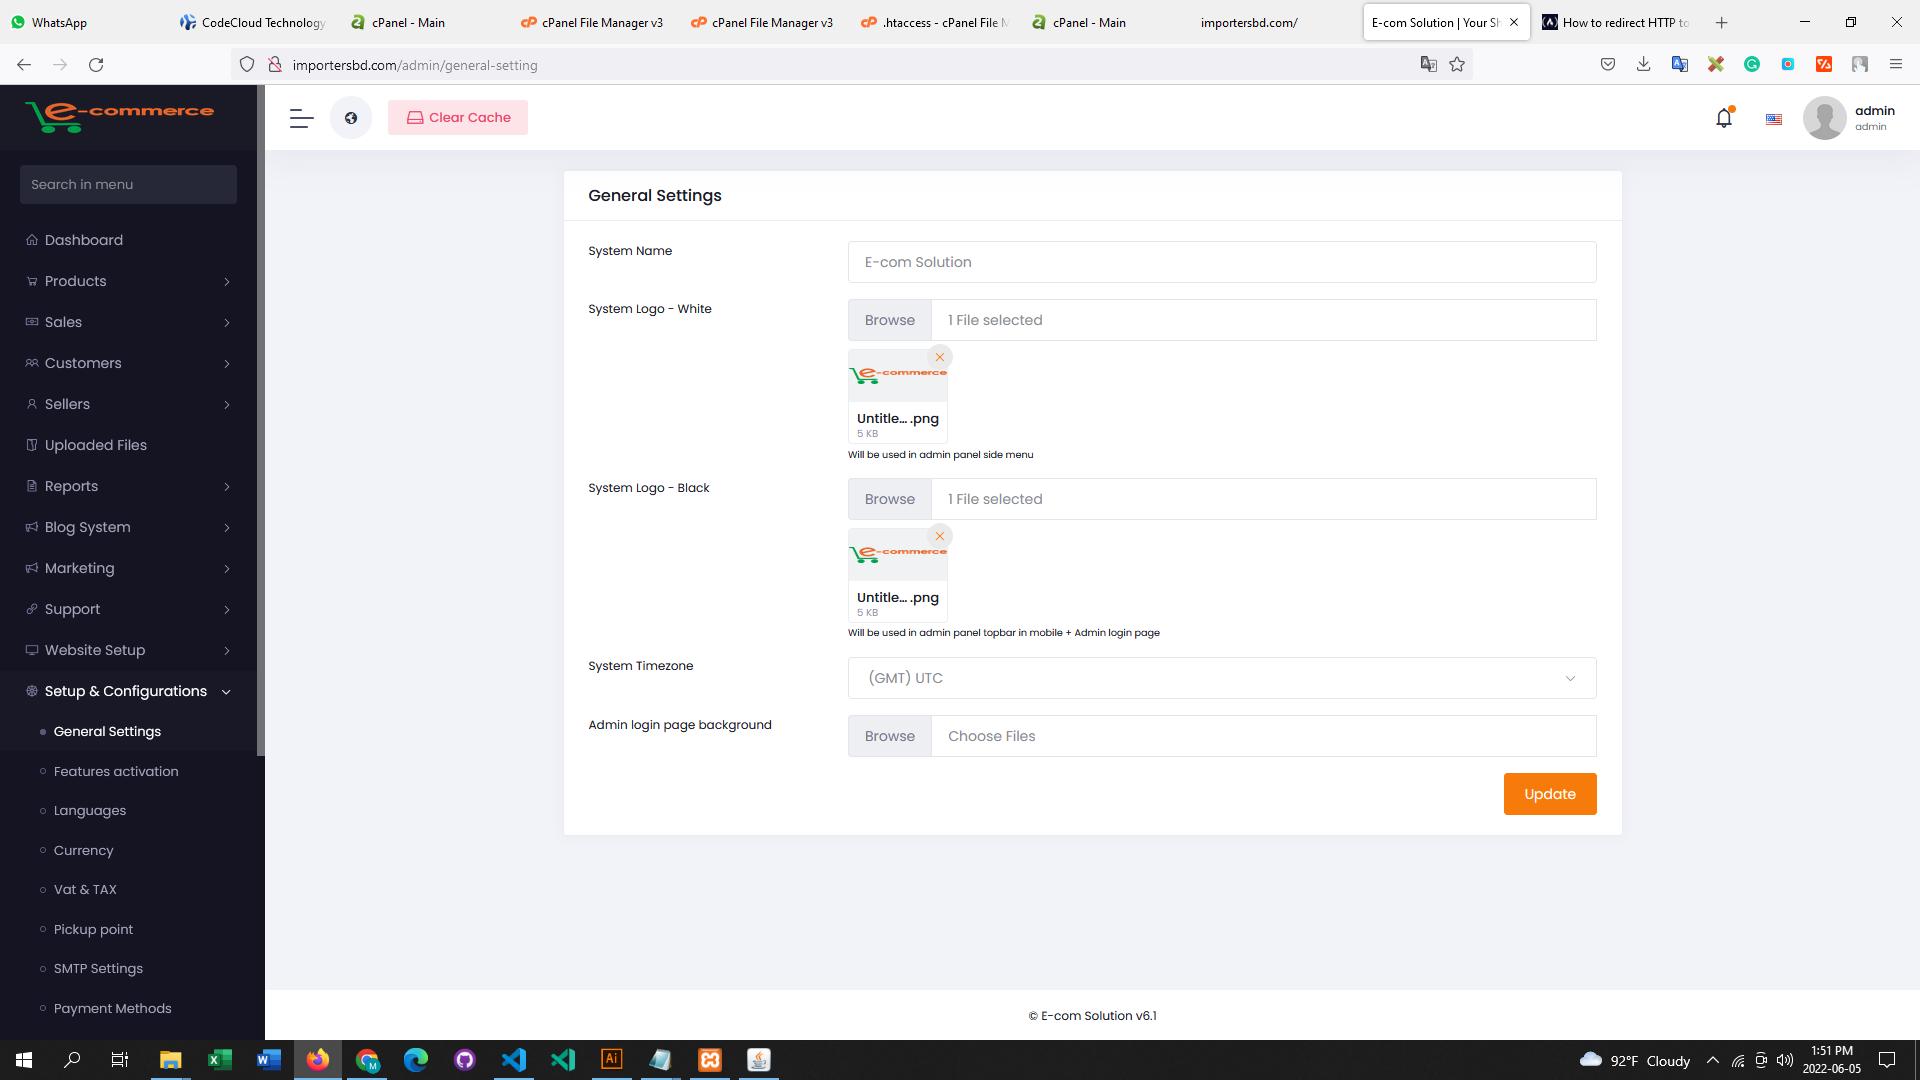 WhatsApp
CodeCloud Technology
cPanel - Main
cPanel File Manager v3
cPanel File Manager v3
.htaccess - cPanel File M
cPanel - Main
importersbd.com/
E-com Solution | Your Sh
How to redirect HTTP to
importersbd.com/admin/general-setting
e-commerce
Clear Cache
admin
admin
Search in menu
Dashboard
Products
Sales
Customers
Sellers
Uploaded Files
Reports
Blog System
Marketing
Support
Website Setup
Setup & Configurations
General Settings
Features activation
Languages
Currency
Vat & TAX
Pickup point
SMTP Settings
Payment Methods
General Settings
System Name
E-com Solution
System Logo - White
Browse
1 File selected
e-commerce
Untitle... .png
5 KB
Will be used in admin panel side menu
System Logo - Black
Browse
1 File selected
e-commerce
Untitle... .png
5 KB
Will be used in admin panel topbar in mobile + Admin login page
System Timezone
(GMT) UTC
Admin login page background
Browse
Choose Files
Update
© E-com Solution v6.1
92°F Cloudy
1:51 PM
2022-06-05